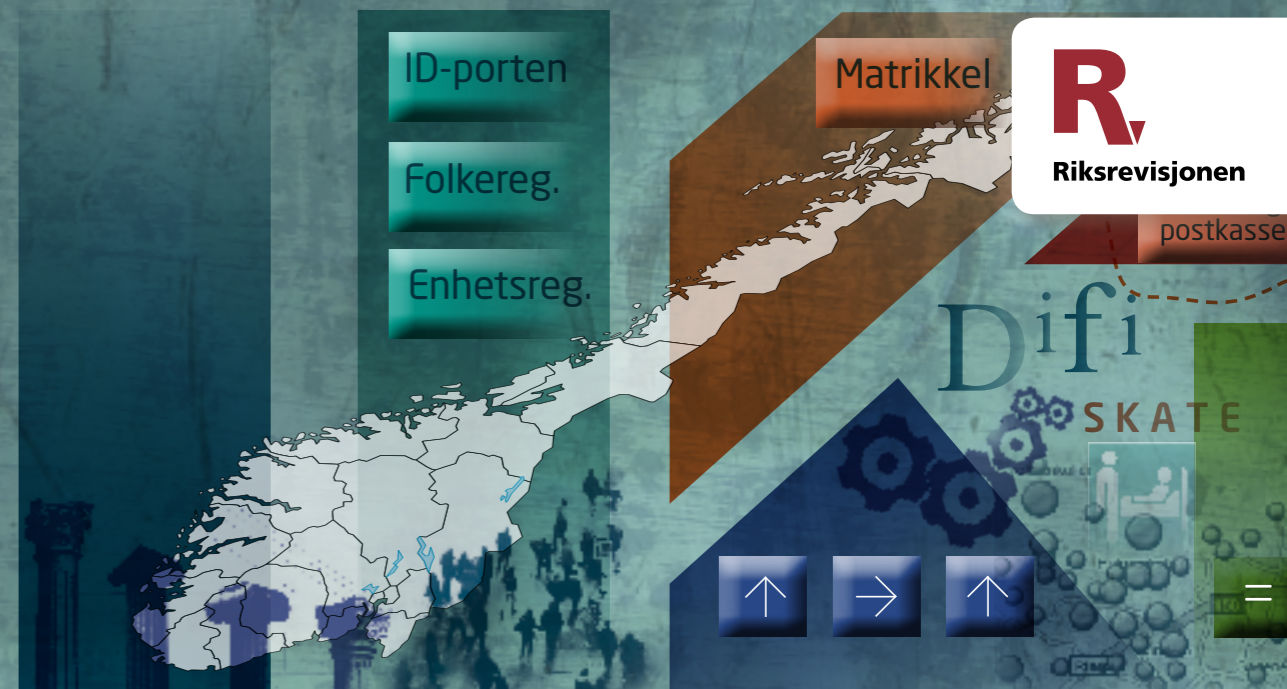 ID-porten
Folkereg.
Enhetsreg.
Matrikkel
Riksrevisjonen
postkasse
Difi
SKATE
=